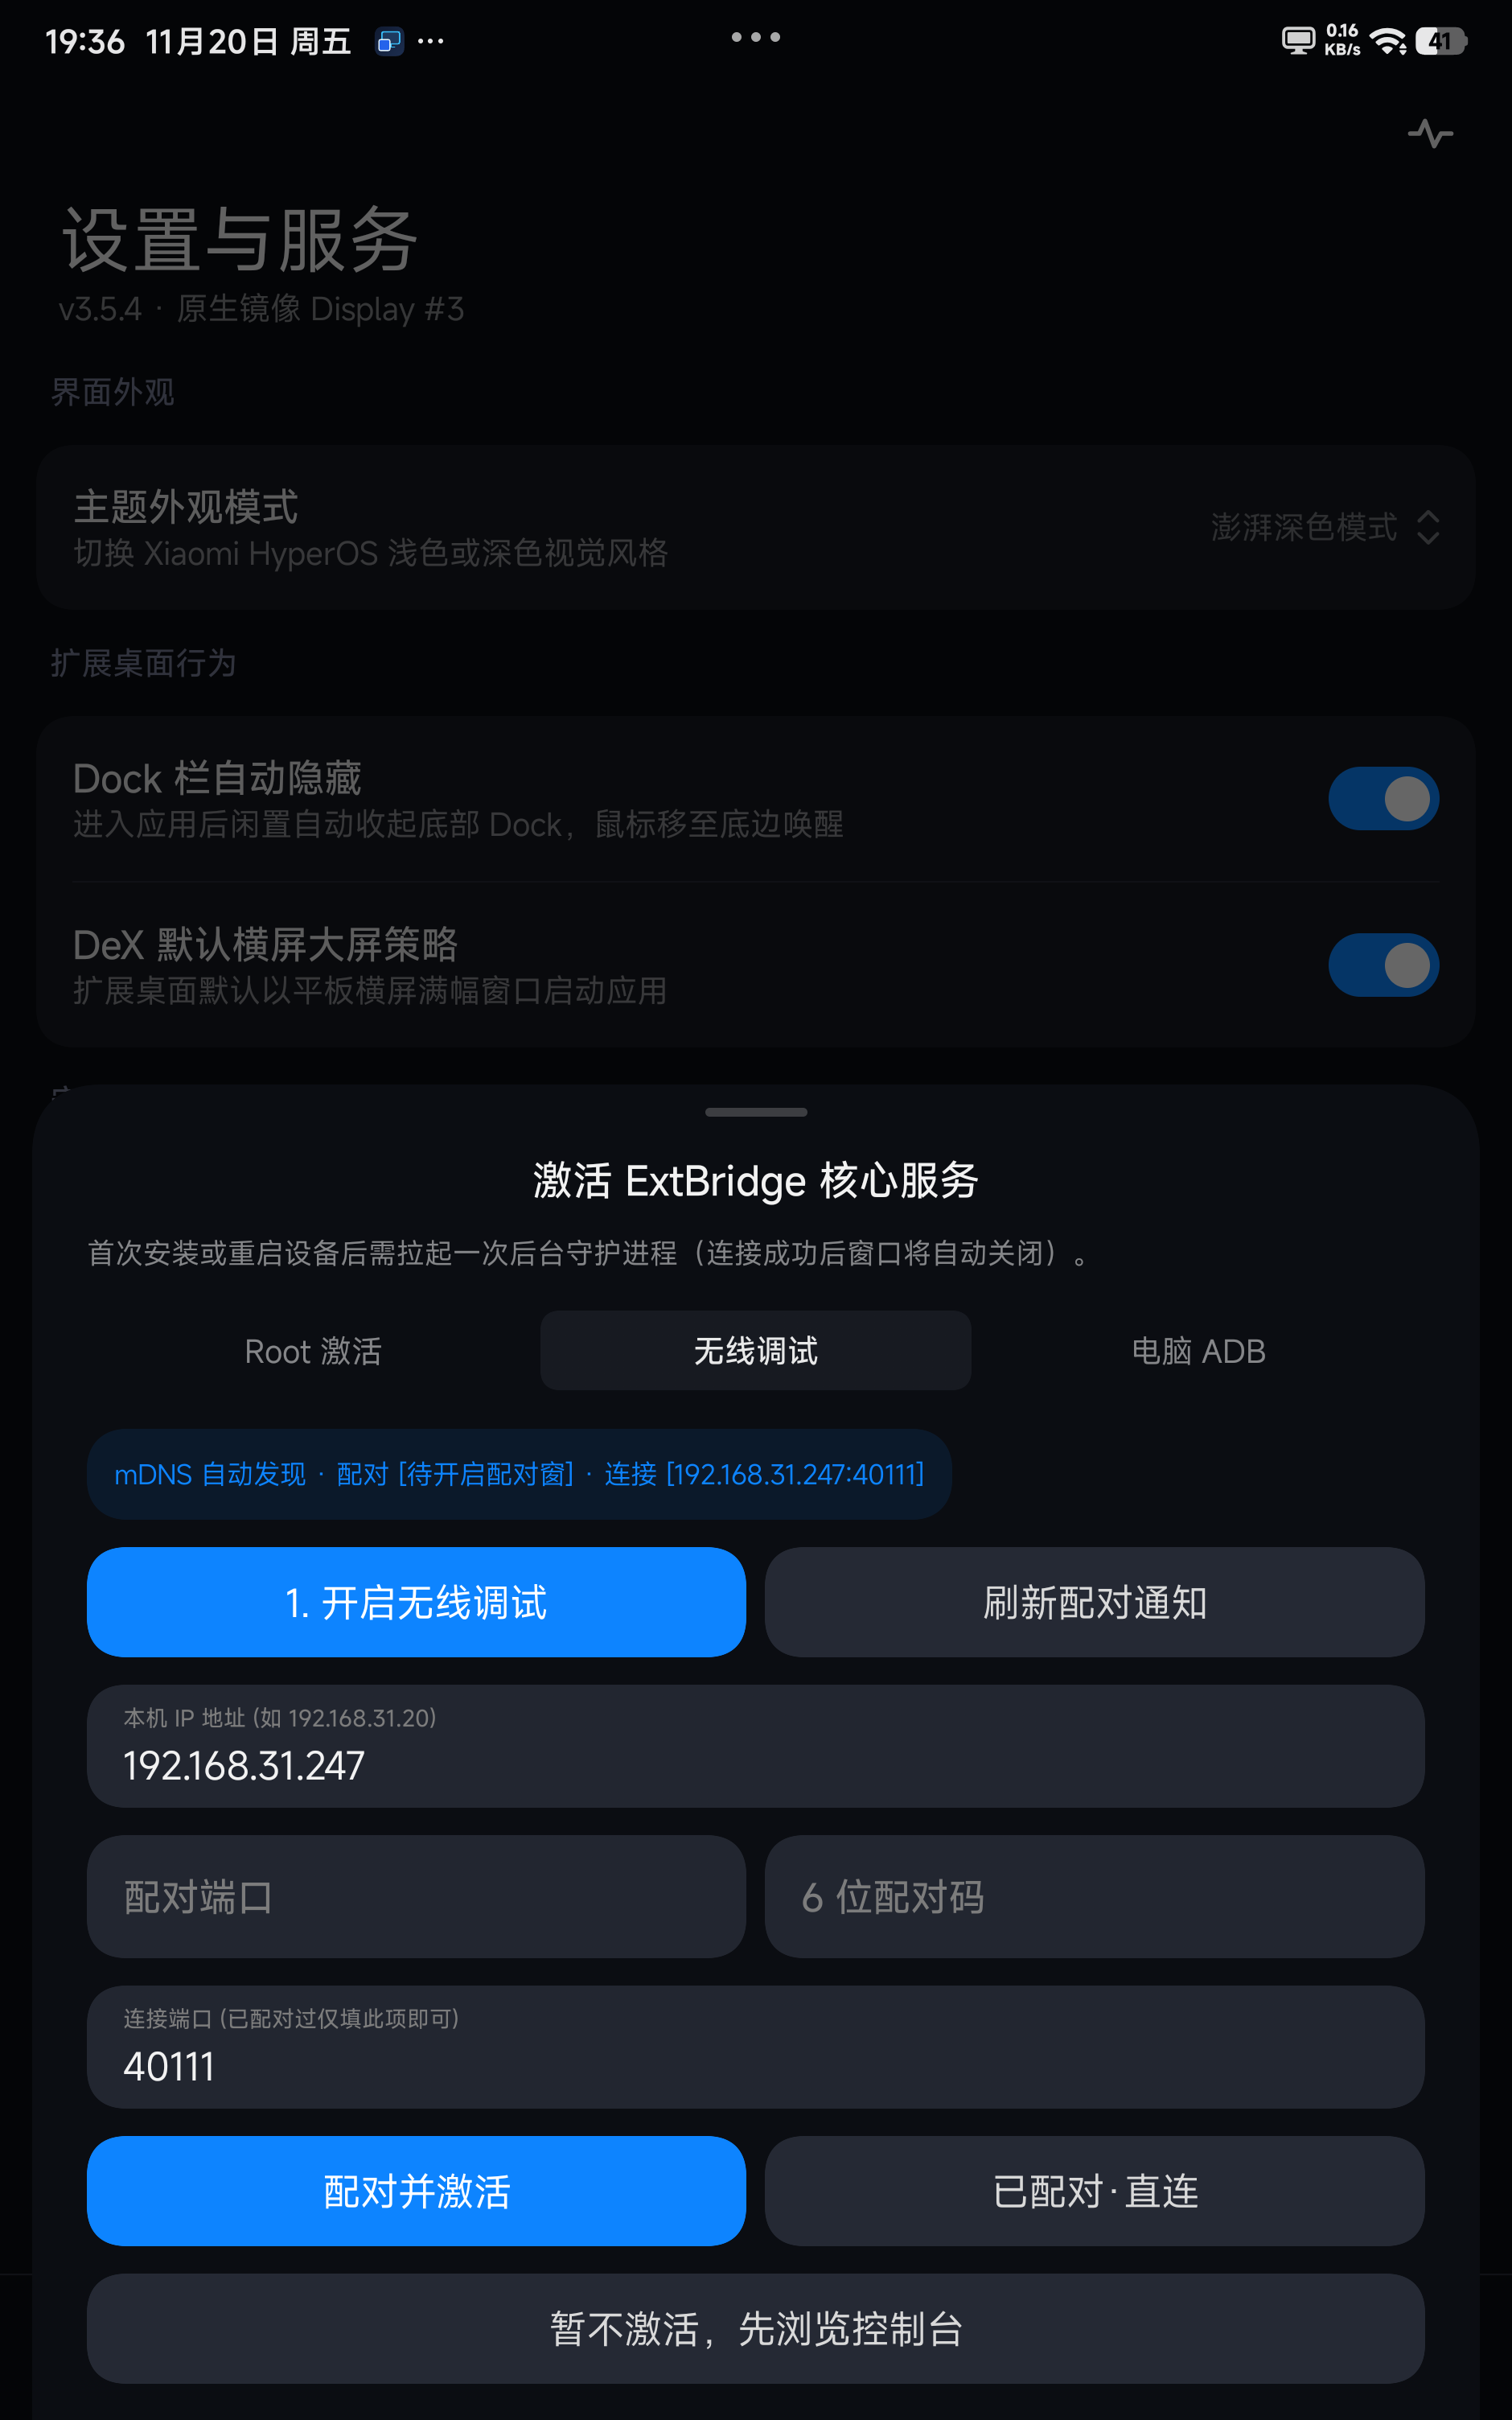 19:36 11月20日 周五 ···
0.16
KB/s
41
设置与服务
v3.5.4 · 原生镜像 Display #3
界面外观
主题外观模式
切换 Xiaomi HyperOS 浅色或深色视觉风格
澎湃深色模式
扩展桌面行为
Dock 栏自动隐藏
进入应用后闲置自动收起底部 Dock，鼠标移至底边唤醒
DeX 默认横屏大屏策略
扩展桌面默认以平板横屏满幅窗口启动应用
激活 ExtBridge 核心服务
首次安装或重启设备后需拉起一次后台守护进程（连接成功后窗口将自动关闭）。
Root 激活
无线调试
电脑 ADB
mDNS 自动发现 · 配对 [待开启配对窗] · 连接 [192.168.31.247:40111]
1. 开启无线调试
刷新配对通知
本机 IP 地址 (如 192.168.31.20)
192.168.31.247
配对端口
6 位配对码
连接端口 (已配对过仅填此项即可)
40111
配对并激活
已配对·直连
暂不激活，先浏览控制台